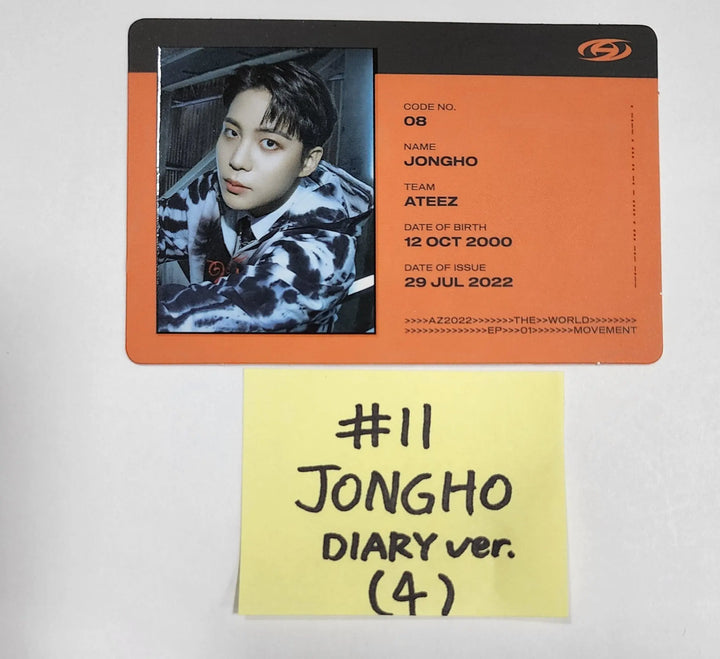 CODE NO.
08
NAME
JONGHO
TEAM
ATEEZ
DATE OF BIRTH
12 OCT 2000
DATE OF ISSUE
29 JUL 2022
>>>>AZ2022>>>>>>>THE>>WORLD>>>>>>>>
>>>>>>>>>>>>>>EP>>>01>>>>>>>MOVEMENT
#11
JONGHO
DIARY ver.
(4)